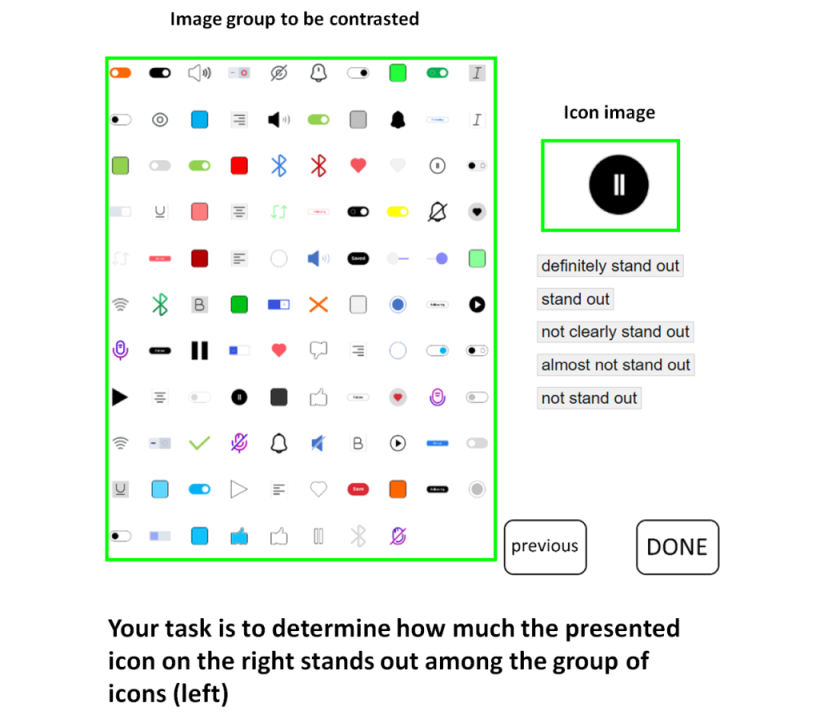 Image group to be contrasted
Icon image
definitely stand out
stand out
not clearly stand out
almost not stand out
not stand out
previous
DONE
Your task is to determine how much the presented
icon on the right stands out among the group of
icons (left)